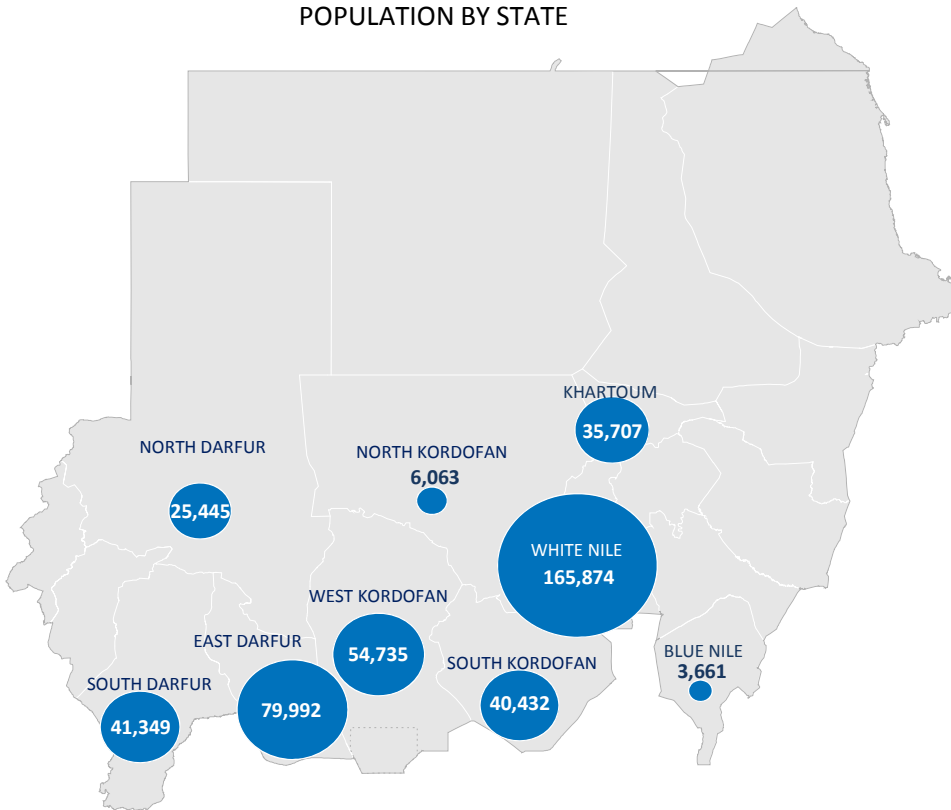 POPULATION BY STATE
KHARTOUM
35,707
NORTH DARFUR
25,445
NORTH KORDOFAN
6,063
WHITE NILE
165,874
WEST KORDOFAN
54,735
EAST DARFUR
79,992
SOUTH KORDOFAN
40,432
BLUE NILE
3,661
SOUTH DARFUR
41,349